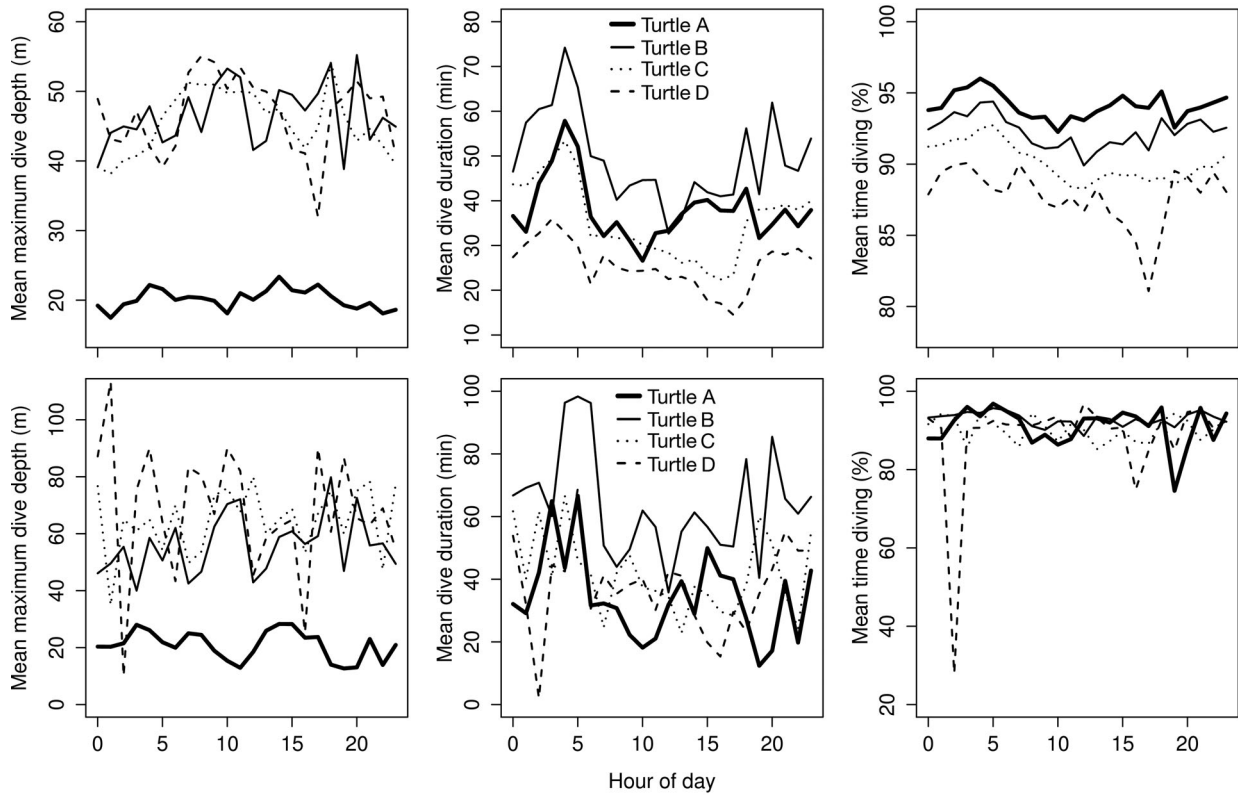 Mean maximum dive depth (m)
60
50
40
30
20
Mean dive duration (min)
80
70
60
50
40
30
20
10
Turtle A
Turtle B
Turtle C
Turtle D
Mean time diving (%)
100
95
90
85
80
Mean maximum dive depth (m)
100
80
60
40
20
0
0 5 10 15 20
Mean dive duration (min)
100
80
60
40
20
0
Turtle A
Turtle B
Turtle C
Turtle D
0 5 10 15 20
Mean time diving (%)
100
80
60
40
20
0 5 10 15 20
Hour of day